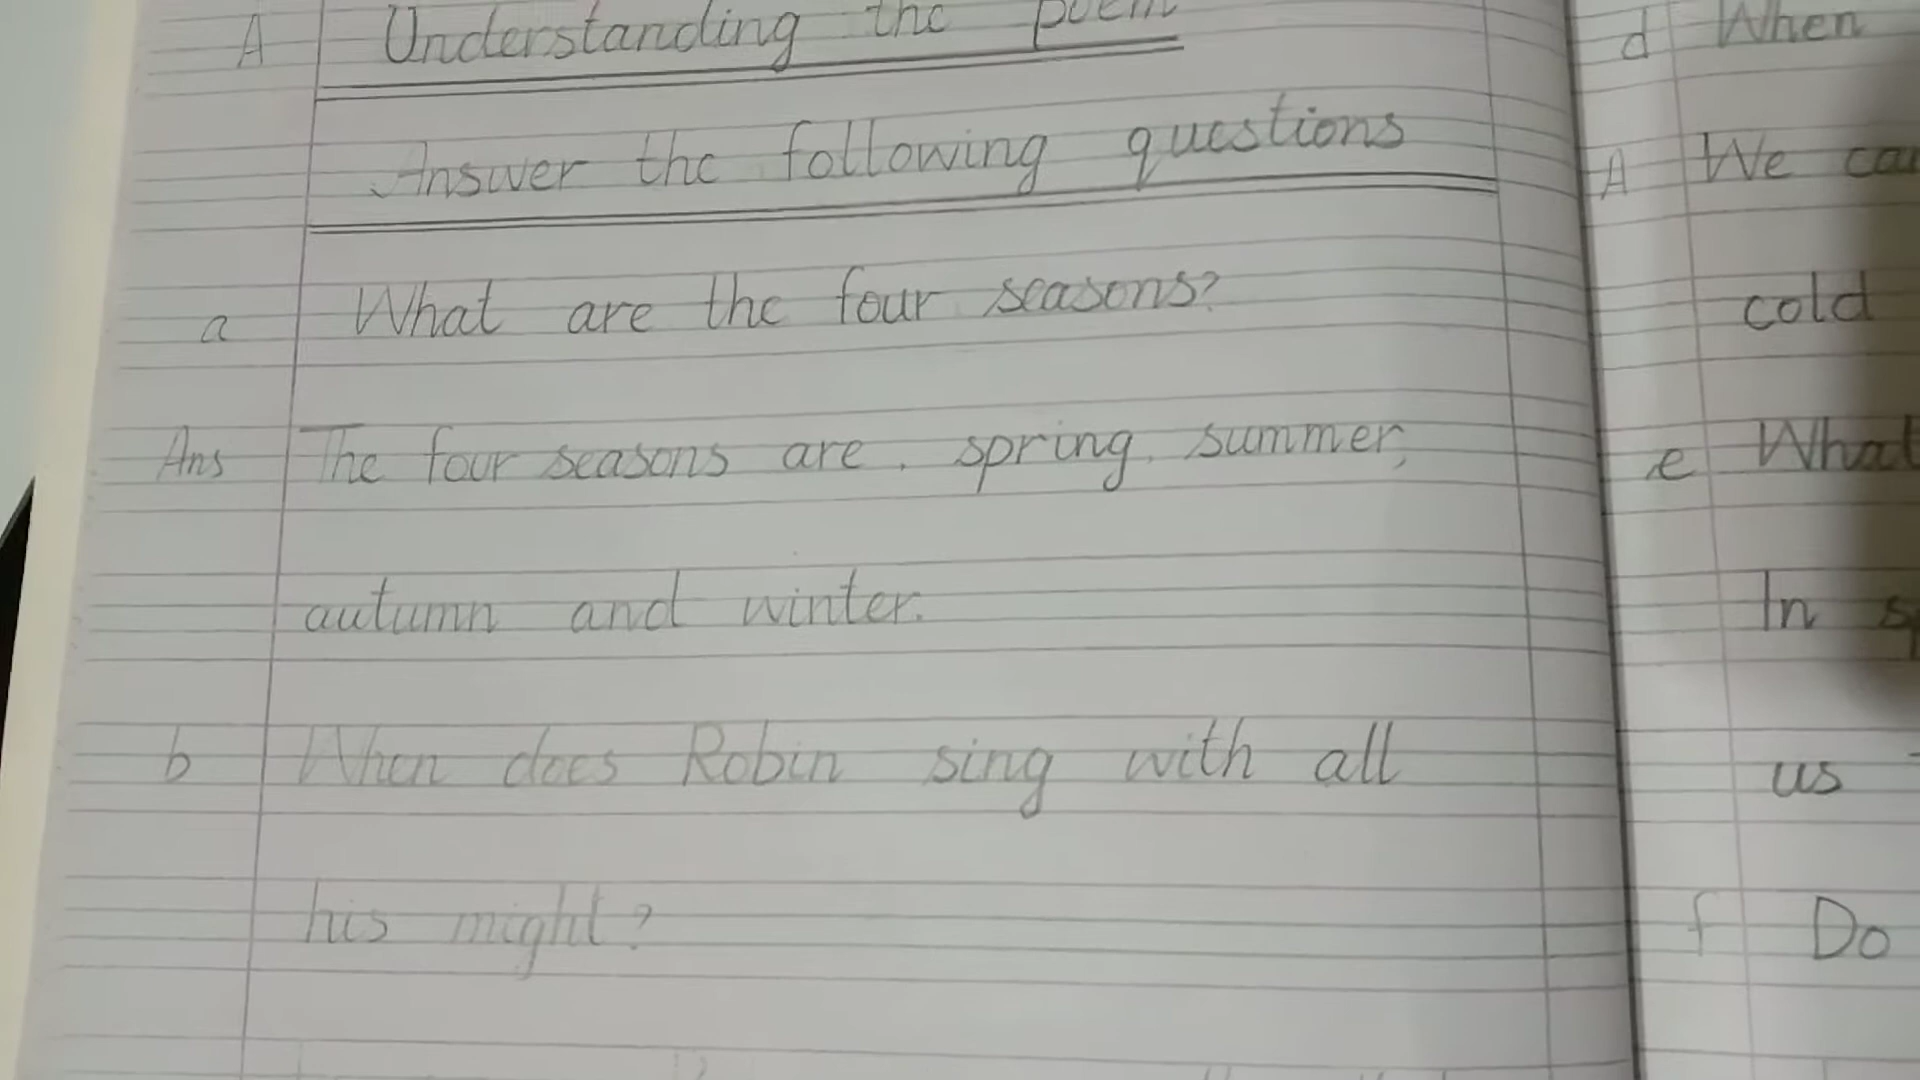 A Understanding the poem
Answer the following questions
a What are the four seasons?
Ans The four seasons are, spring, summer,
autumn and winter.
b When does Robin sing with all
his might?
d When
A We
cold
e What
In
us
f Do